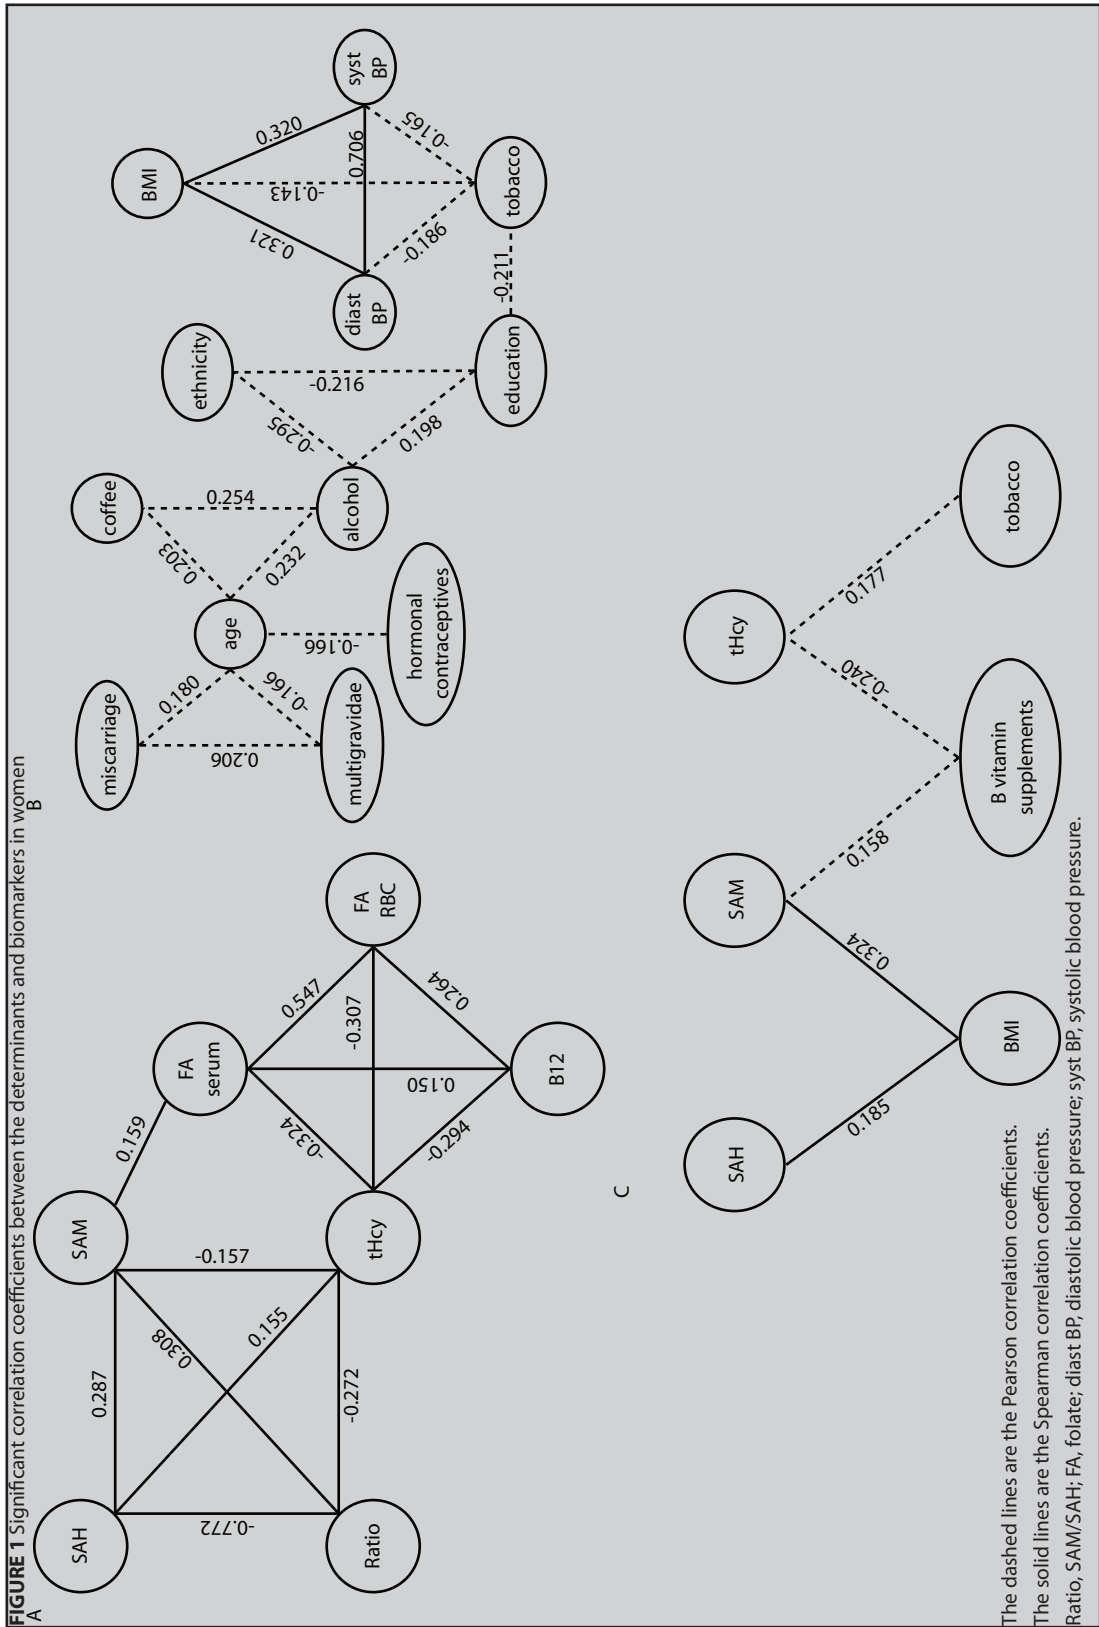 FIGURE 1 Significant correlation coefficients between the determinants and biomarkers in women
A
B
SAH
SAM
Ratio
tHcy
FA
serum
FA
RBC
B12
0.287
-0.772
0.308
0.155
-0.157
-0.272
0.159
-0.324
0.547
-0.307
0.150
-0.294
0.264
miscarriage
multigravidae
age
hormonal
contraceptives
coffee
alcohol
ethnicity
education
diast
BP
BMI
syst
BP
tobacco
0.180
0.206
-0.166
-0.166
0.203
0.232
0.254
-0.295
0.198
-0.216
-0.211
0.321
0.320
-0.143
0.706
-0.186
-0.165
C
SAH
SAM
tHcy
BMI
B vitamin
supplements
tobacco
0.185
0.324
0.158
-0.240
0.177
The dashed lines are the Pearson correlation coefficients.
The solid lines are the Spearman correlation coefficients.
Ratio, SAM/SAH; FA, folate; diast BP, diastolic blood pressure; syst BP, systolic blood pressure.